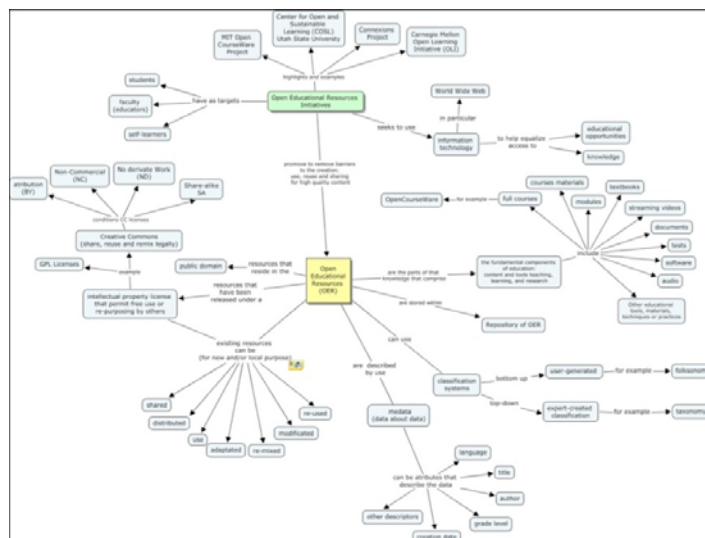 Center for Open and
Sustainable
Learning (COSL)
Utah State University
MIT Open
CourseWare
Project
Connexions
Project
Carnegie Mellon
Open Learning
Initiative (OLI)
highlights and examples
students
faculty
(educators)
self-learners
have as targets
Open Educational Resources
Initiatives
seeks to use
World Wide Web
in particular
information
technology
to help equalize
access to
educational
opportunities
knowledge
promose to remove barriers
to the creation,
use, reuse and sharing
for high quality content
atribution
(BY)
Non-Commercial
(NC)
No derivate Work
(ND)
Share-alike
SA
conditions CC licenses
Creative Commons
(share, reuse and remix legally)
GPL Licenses
example
intellectual property license
that permit free use or
re-purposing by others
public domain
resources that
reside in the
resources that
have been
released under a
Open
Educational
Resources
(OER)
OpenCourseWare
for example
full courses
courses materials
modules
textbooks
streaming videos
documents
tests
software
audio
Other educational
tools, materials,
techniques or practices
include
the fundamental components
of education:
content and tools teaching,
learning, and research
are the parts of that
knowledge that comprise
are stored
Repository of OER
existing resources
can be
(for now and/or local purpose)
shared
distributed
use
adaptated
re-mixed
modificated
re-used
are described
by use
can use
classification
systems
bottom up
user-generated
for example
top-down
expert-created
classification
for example
medata
(data about data)
can be atributes that
describe the data
language
title
author
grade level
creation date
other descriptors